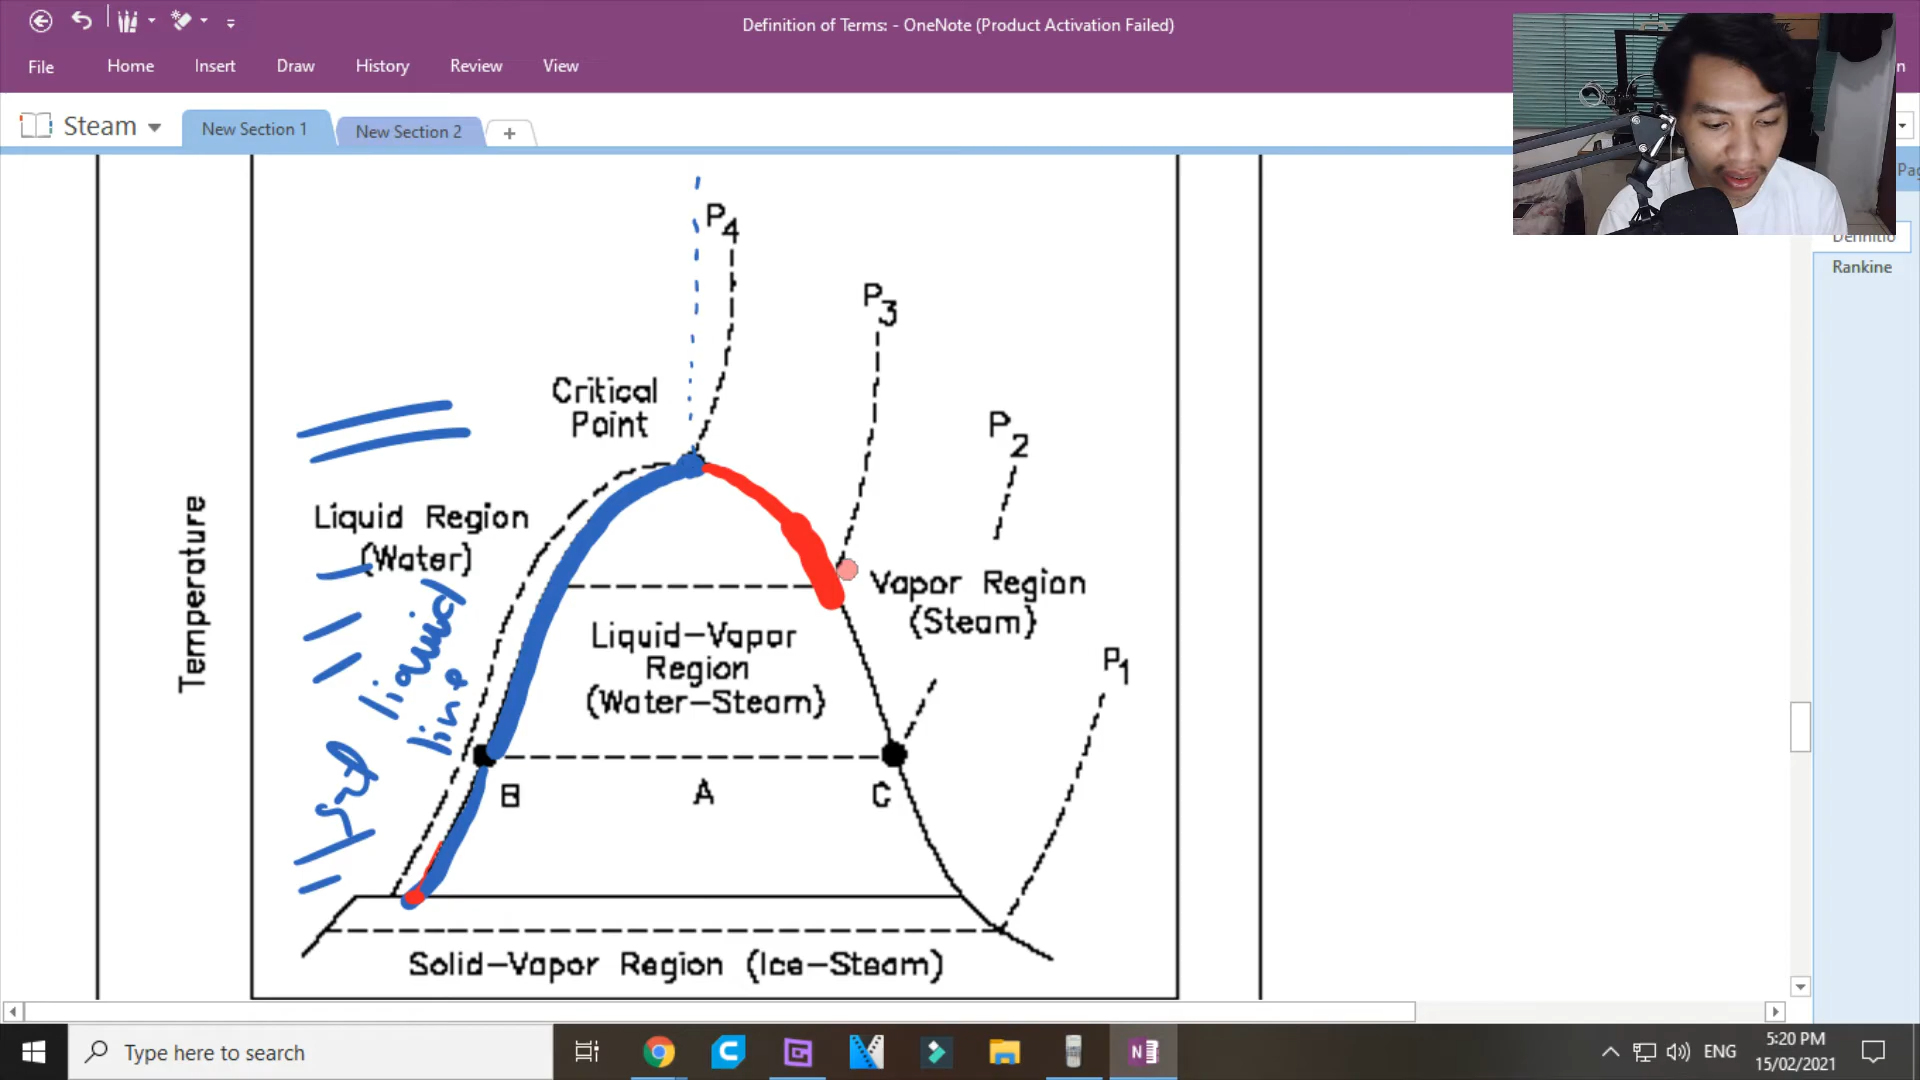 Definition of Terms: - OneNote (Product Activation Failed)
File Home Insert Draw History Review View
Steam New Section 1 New Section 2 +
Definitio
Rankine
P4
P3
Critical
Point
P2
Liquid Region
(Water)
Temperature
Vapor Region
(Steam)
Liquid-Vapor
Region
(Water-Steam)
P1
liquid
line
sat
B A C
Solid-Vapor Region (Ice-Steam)
Type here to search
ENG
5:20 PM
15/02/2021